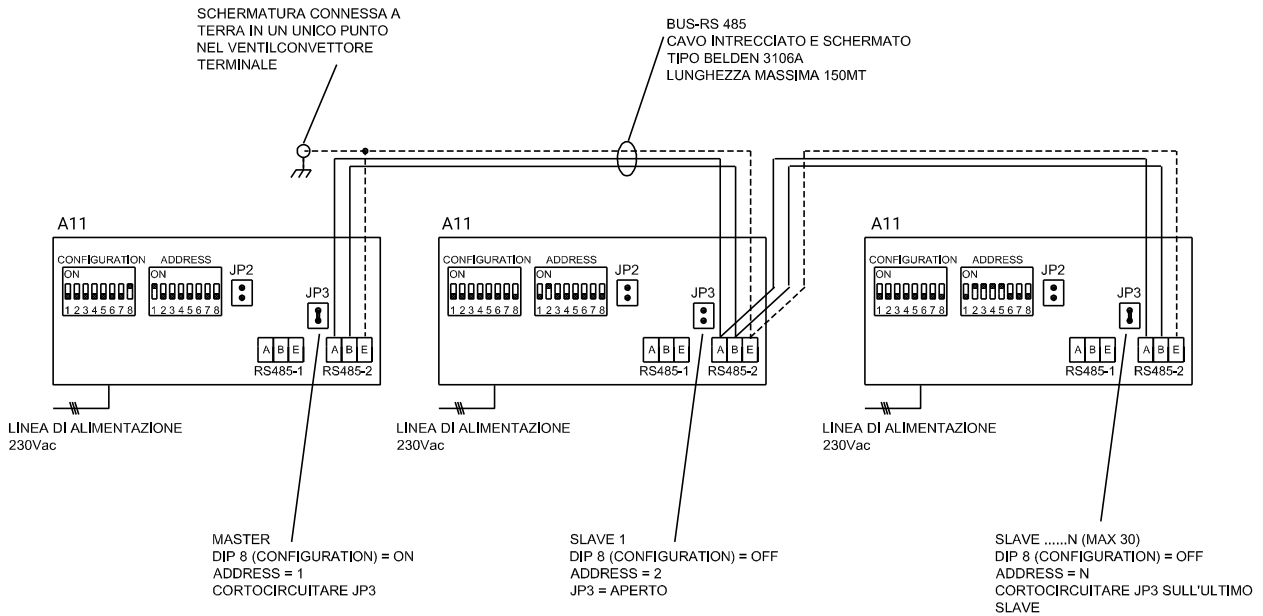 SCHERMATURA CONNESSA A
TERRA IN UN UNICO PUNTO
NEL VENTILCONVETTORE
TERMINALE
BUS-RS 485
CAVO INTRECCIATO E SCHERMATO
TIPO BELDEN 3106A
LUNGHEZZA MASSIMA 150MT
A11
CONFIGURATION ADDRESS
ON ON
JP2
1 2 3 4 5 6 7 8 1 2 3 4 5 6 7 8
JP3
A B E A B E
RS485-1 RS485-2
LINEA DI ALIMENTAZIONE
230Vac
A11
CONFIGURATION ADDRESS
ON ON
JP2
1 2 3 4 5 6 7 8 1 2 3 4 5 6 7 8
JP3
A B E A B E
RS485-1 RS485-2
LINEA DI ALIMENTAZIONE
230Vac
A11
CONFIGURATION ADDRESS
ON ON
JP2
1 2 3 4 5 6 7 8 1 2 3 4 5 6 7 8
JP3
A B E A B E
RS485-1 RS485-2
LINEA DI ALIMENTAZIONE
230Vac
MASTER
DIP 8 (CONFIGURATION) = ON
ADDRESS = 1
CORTOCIRCUITARE JP3
SLAVE 1
DIP 8 (CONFIGURATION) = OFF
ADDRESS = 2
JP3 = APERTO
SLAVE ......N (MAX 30)
DIP 8 (CONFIGURATION) = OFF
ADDRESS = N
CORTOCIRCUITARE JP3 SULL'ULTIMO
SLAVE